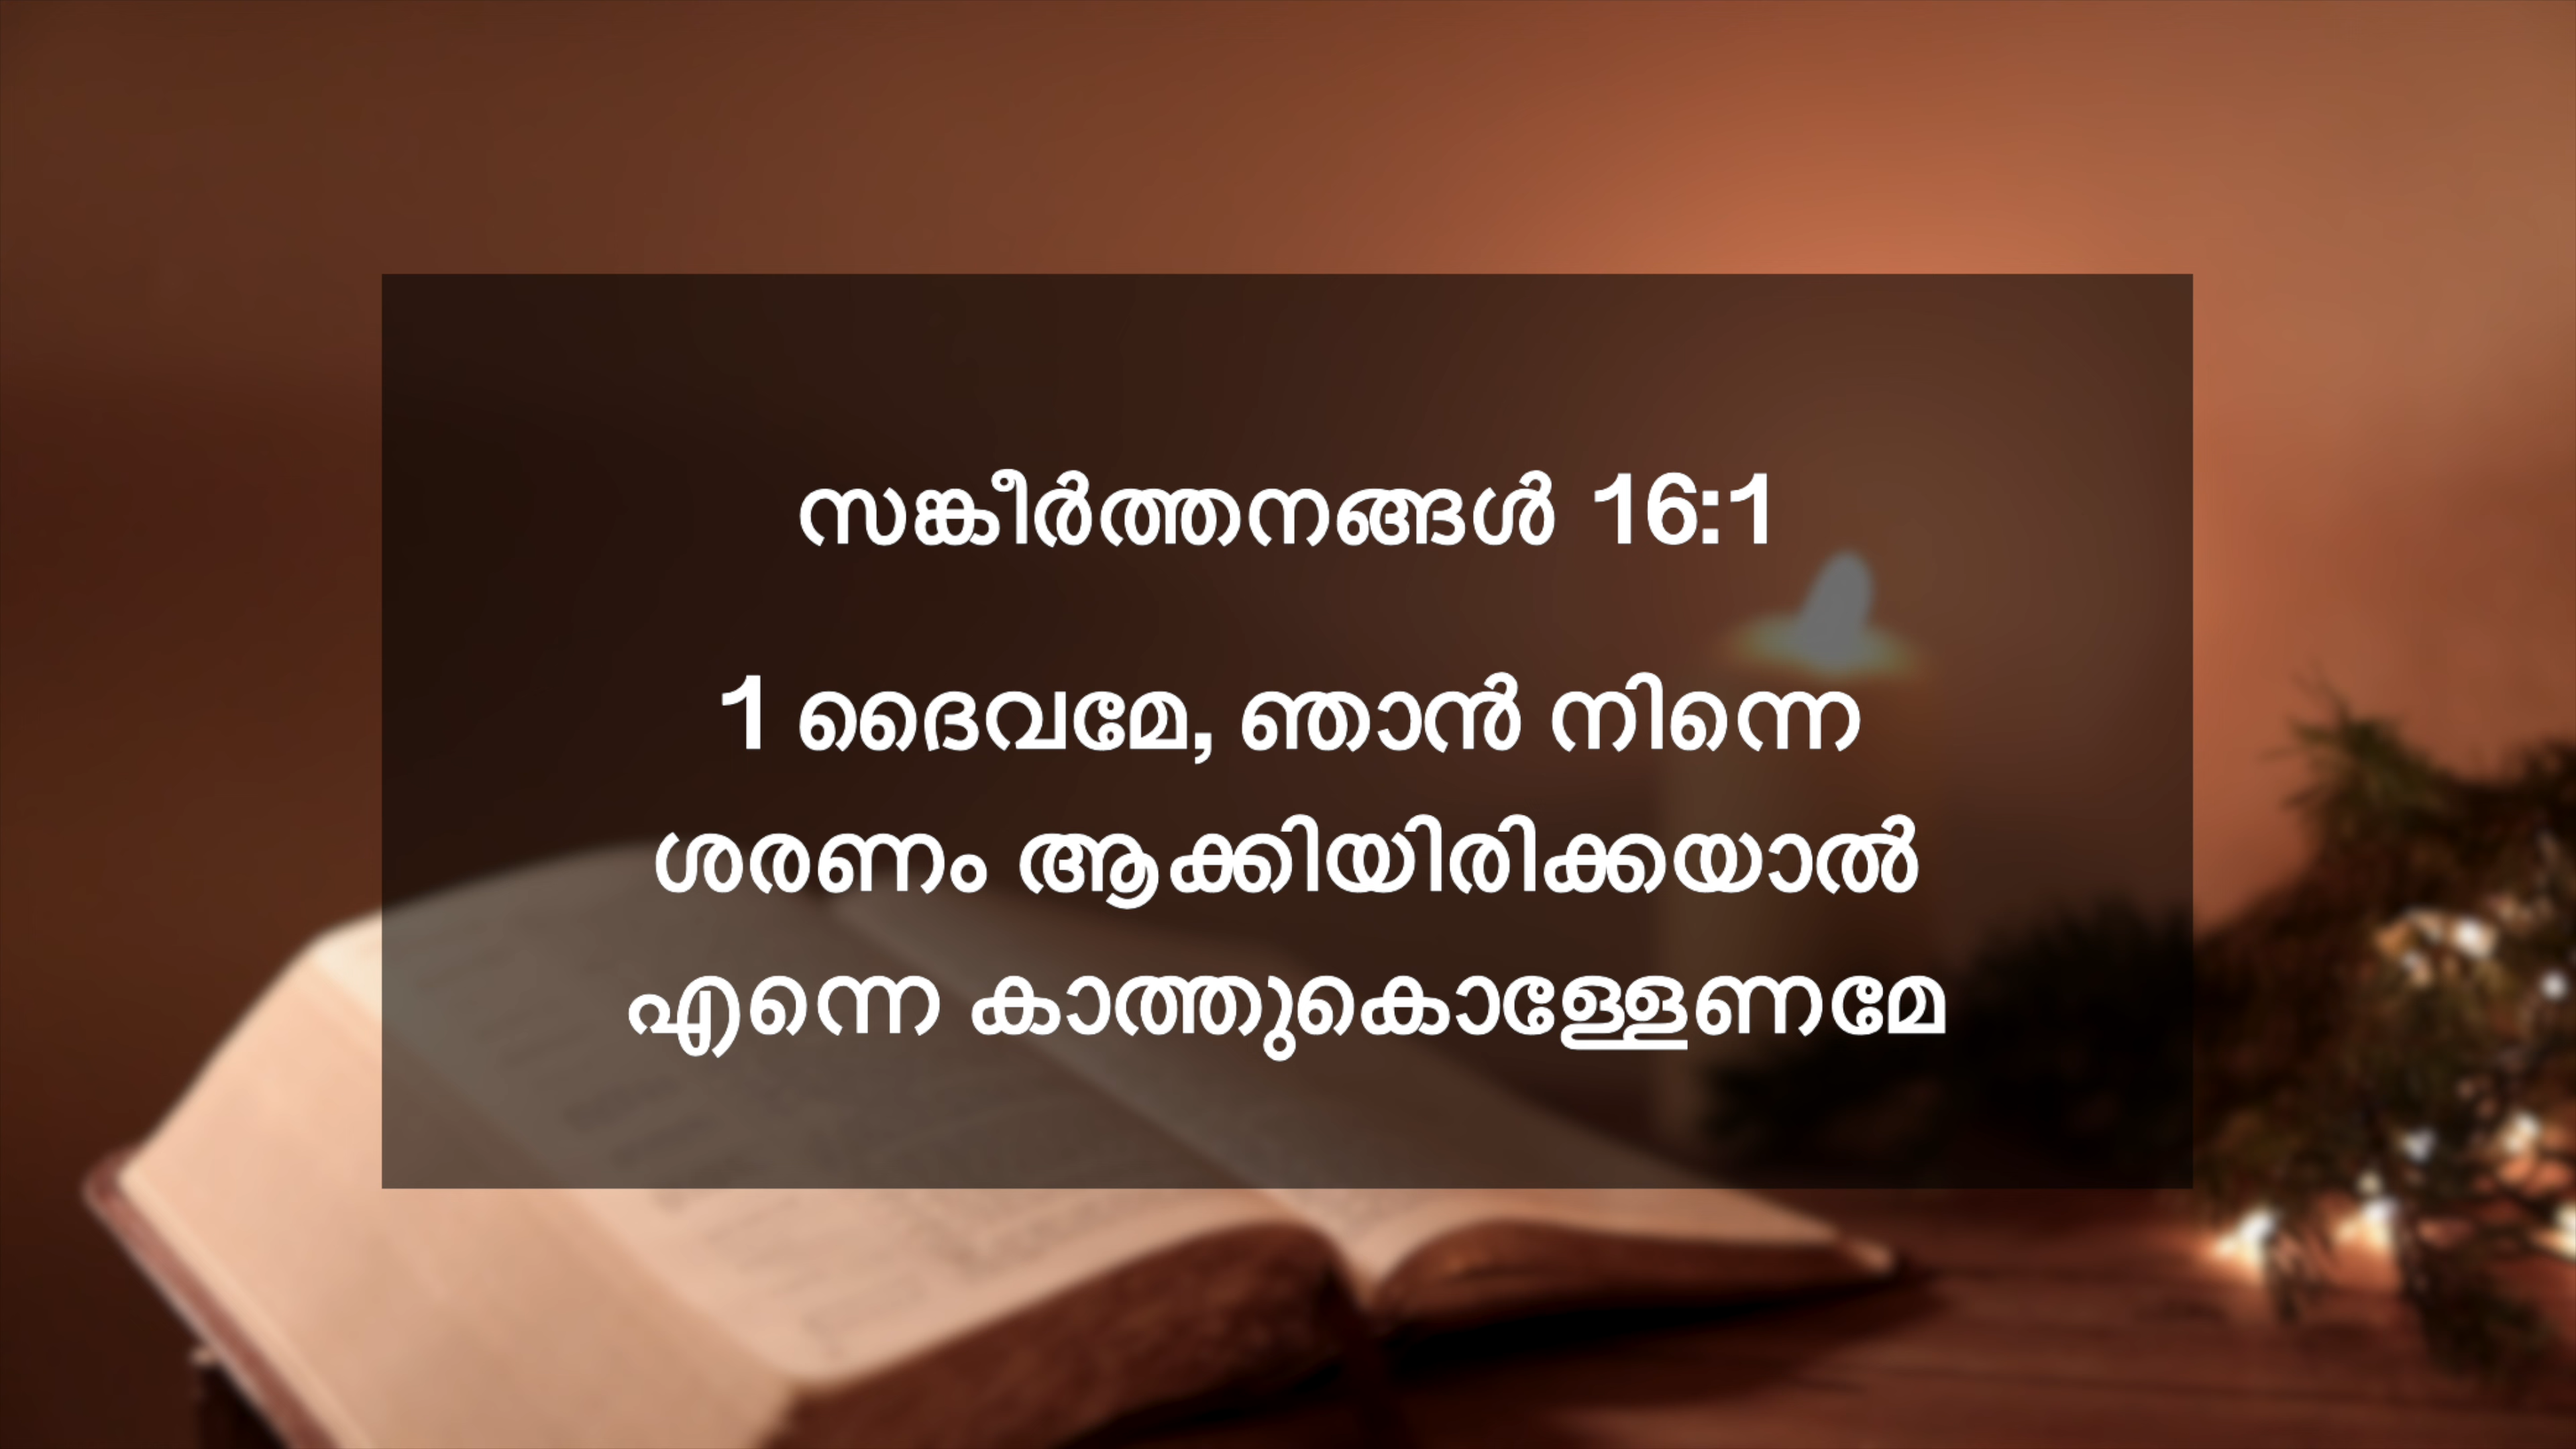 സങ്കീർത്തനങ്ങൾ 16:1
1 ദൈവമേ, ഞാൻ നിന്നെ
ശരണം ആക്കിയിരിക്കയാൽ
എന്നെ കാത്തുകൊള്ളേണമേ